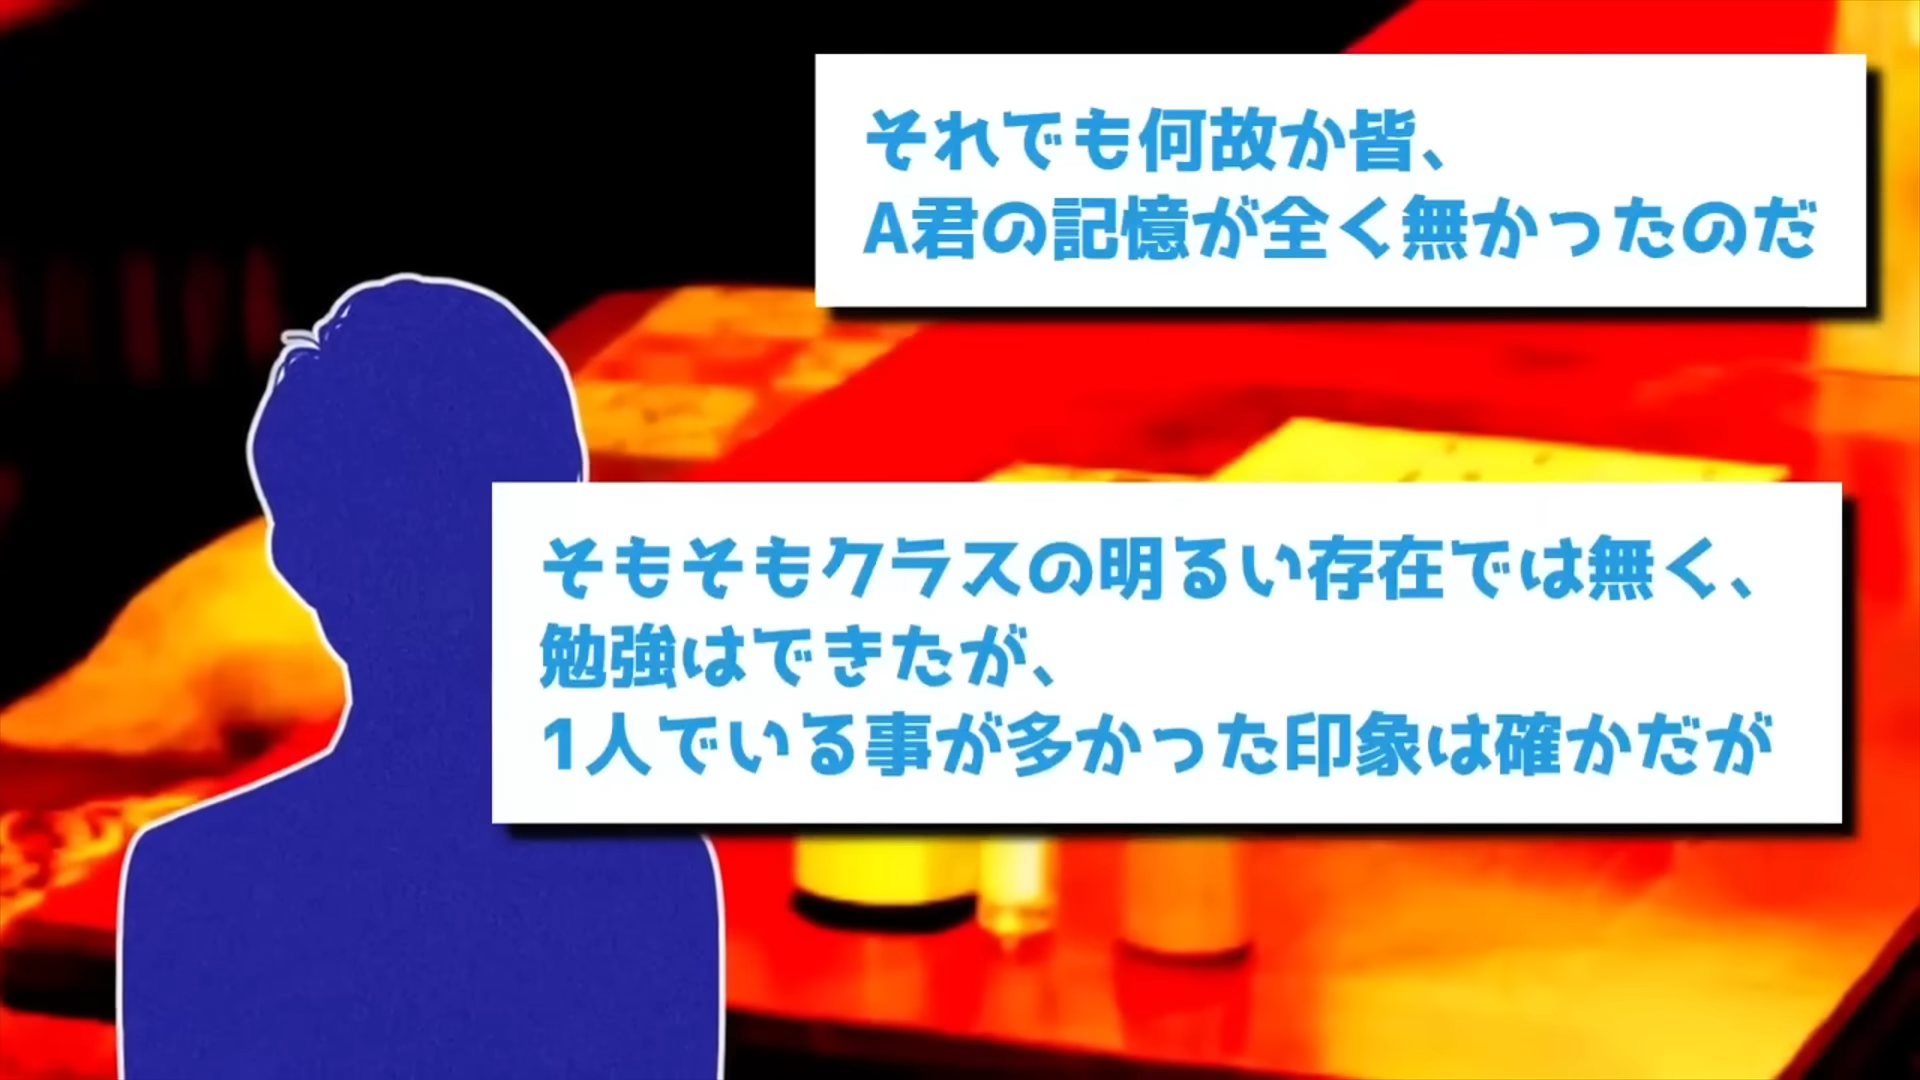 それでも何故か皆、
A君の記憶が全く無かったのだ
そもそもクラスの明るい存在では無く、
勉強はできたが、
1人でいる事が多かった印象は確かだが